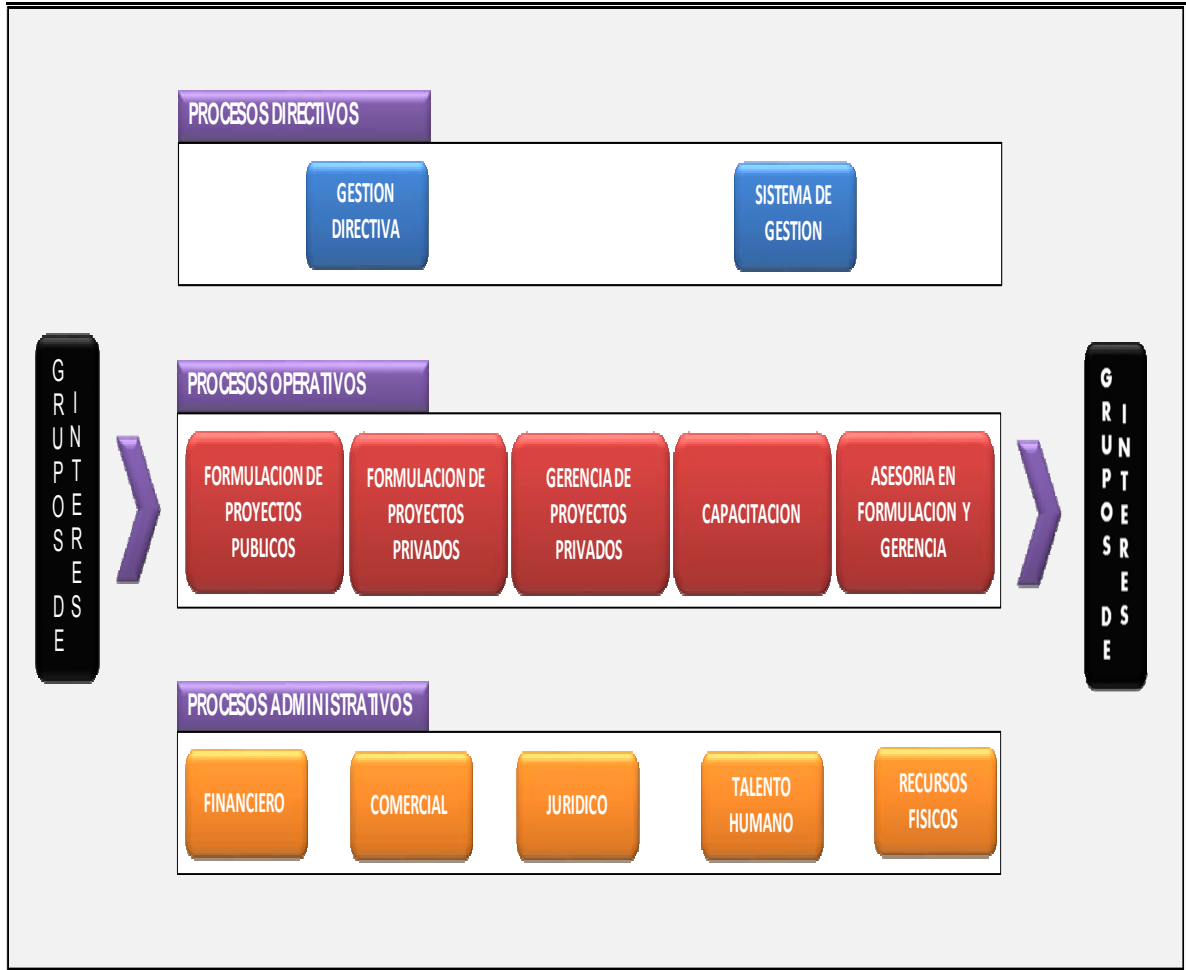 PROCESOS DIRECTIVOS
GESTION
DIRECTIVA
SISTEMA DE
GESTION
GRUPOS DE
INTERES
PROCESOS OPERATIVOS
FORMULACION DE
PROYECTOS
PUBLICOS
FORMULACION DE
PROYECTOS
PRIVADOS
GERENCIA DE
PROYECTOS
PRIVADOS
CAPACITACION
ASESORIA EN
FORMULACION Y
GERENCIA
GRUPOS DE
INTERES
PROCESOS ADMINISTRATIVOS
FINANCIERO
COMERCIAL
JURIDICO
TALENTO
HUMANO
RECURSOS
FISICOS